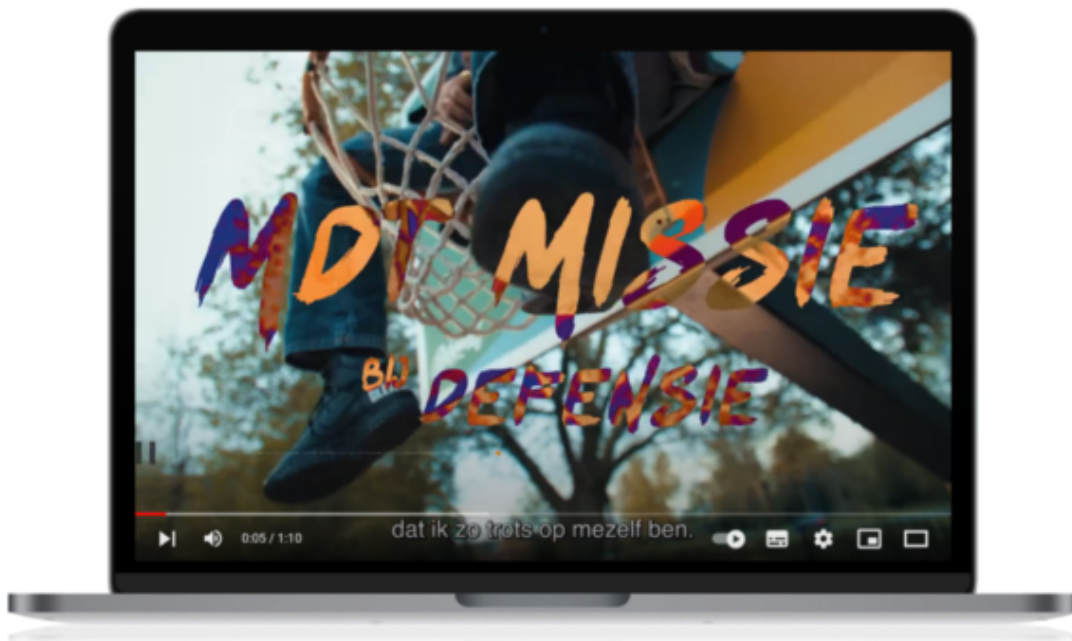 MDT MISSIE
BIJ DEFENSIE
dat ik zo trots op mezelf ben.
0:05 / 1:10